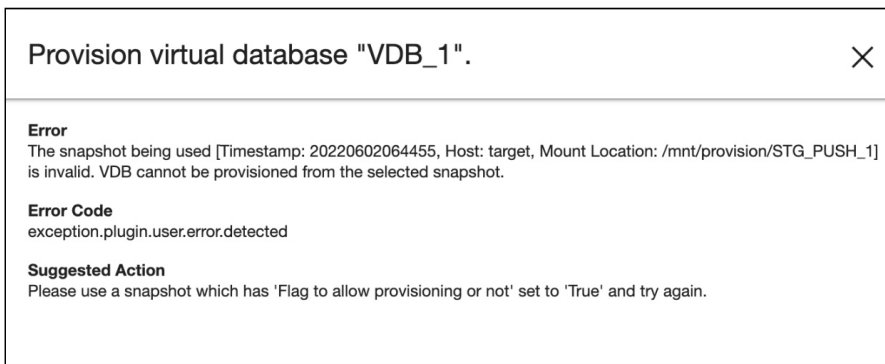 Provision virtual database "VDB_1".
Error
The snapshot being used [Timestamp: 20220602064455, Host: target, Mount Location: /mnt/provision/STG_PUSH_1]
is invalid. VDB cannot be provisioned from the selected snapshot.
Error Code
exception.plugin.user.error.detected
Suggested Action
Please use a snapshot which has 'Flag to allow provisioning or not' set to 'True' and try again.